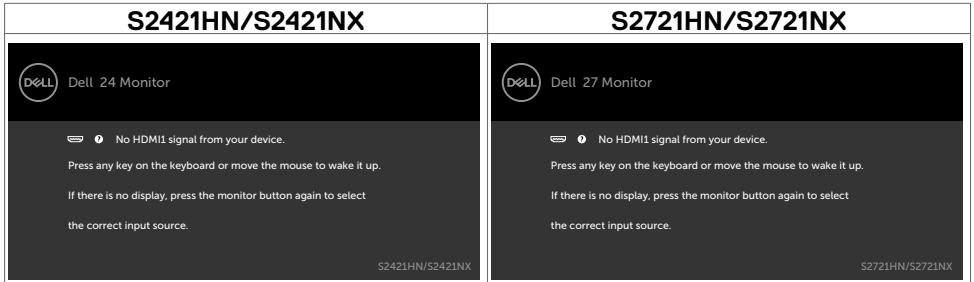 S2421HN/S2421NX
DELL
Dell 24 Monitor
No HDMI1 signal from your device.
Press any key on the keyboard or move the mouse to wake it up.
If there is no display, press the monitor button again to select
the correct input source.
S2421HN/S2421NX
S2721HN/S2721NX
DELL
Dell 27 Monitor
No HDMI1 signal from your device.
Press any key on the keyboard or move the mouse to wake it up.
If there is no display, press the monitor button again to select
the correct input source.
S2721HN/S2721NX